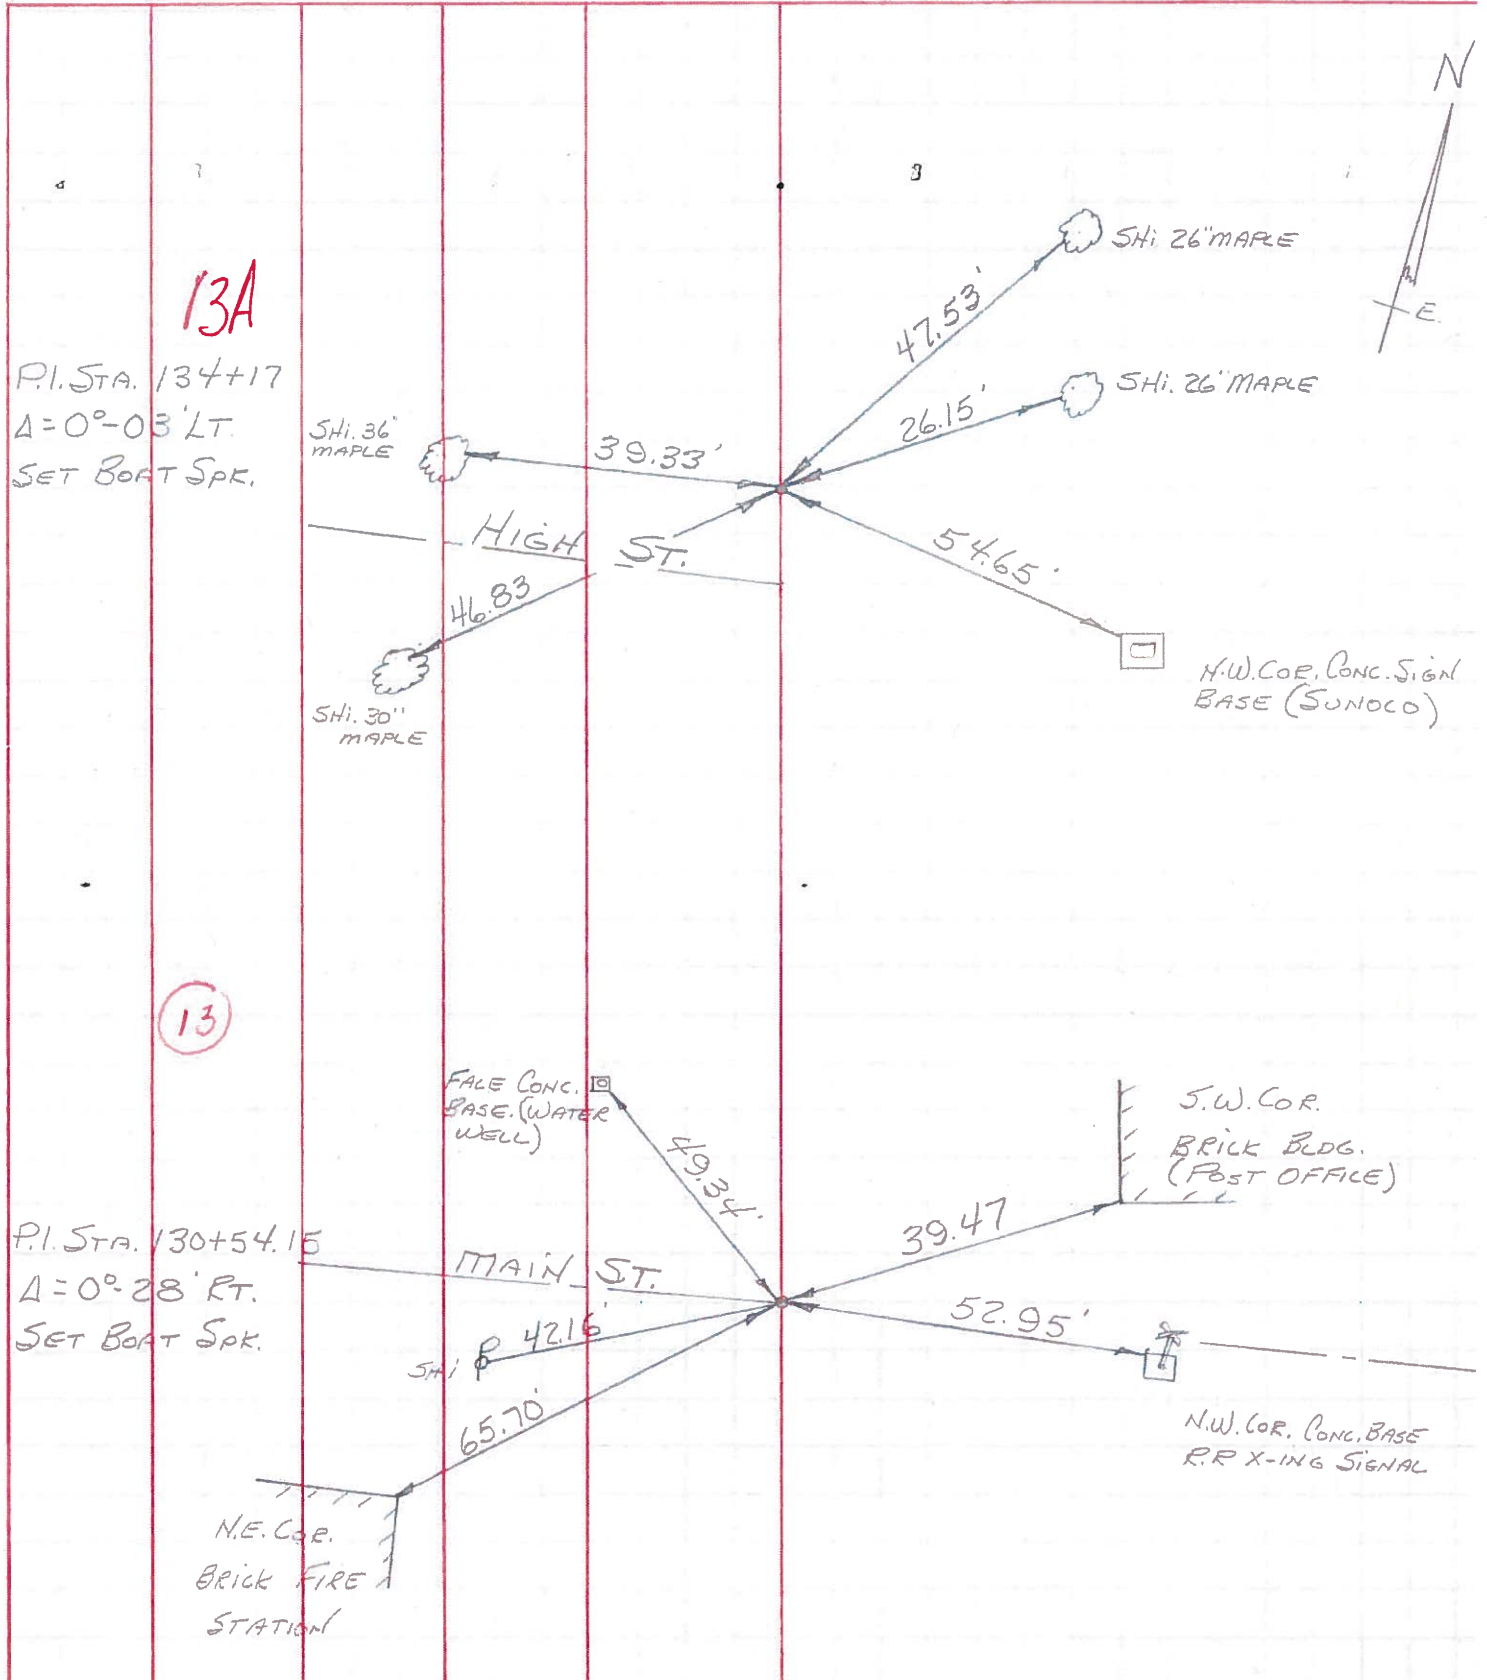 N
E.
13A
P.I. STA. 134+17
Δ=0°-03' LT.
SET BOAT SPK.
SHi. 26" MAPLE
47.53'
SHi. 26" MAPLE
26.15'
SHi. 36"
MAPLE
39.33'
HIGH ST.
54.65'
46.83
SHi. 30"
MAPLE
N.W. COR. CONC. SIGN
BASE (SUNOCO)
13
FACE CONC.
BASE. (WATER
WELL)
49.34'
S.W. COR.
BRICK BLDG.
(POST OFFICE)
39.47
P.I. STA. 130+54.15
Δ=0°-28' RT.
SET BOAT SPK.
MAIN ST.
52.95'
42.16'
SHi
65.70'
N.W. COR. CONC. BASE
R.R X-ING SIGNAL
N.E. COR.
BRICK FIRE
STATION